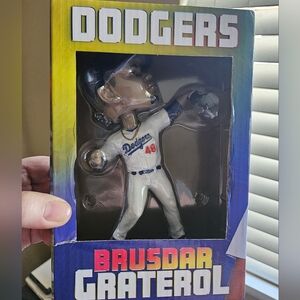 DODGERS
Dodgers
48
BRUSDAR
GRATEROL